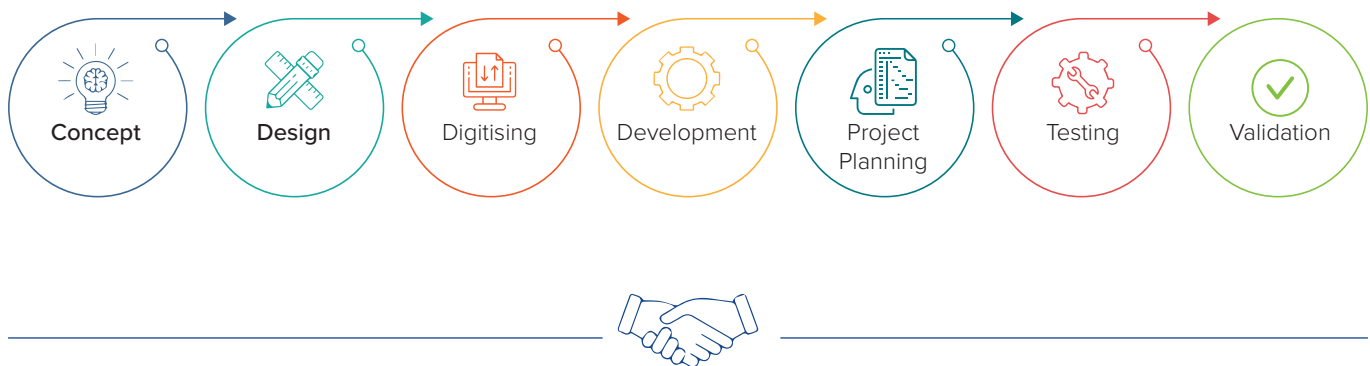 Concept
Design
Digitising
Development
Project
Planning
Testing
Validation